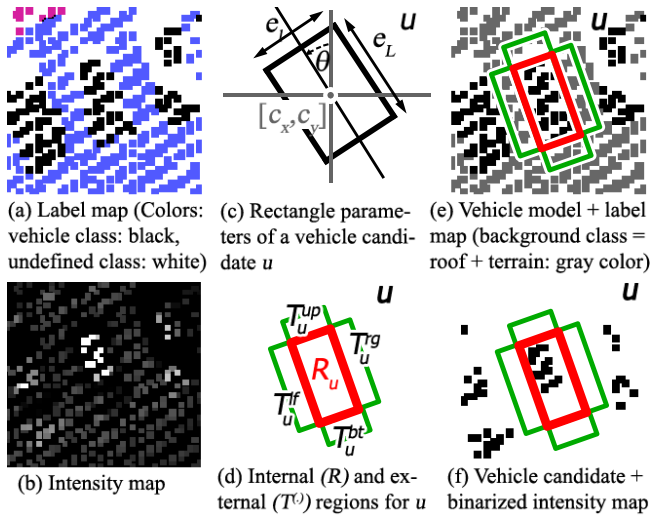 (a) Label map (Colors:
vehicle class: black,
undefined class: white)
(b) Intensity map
u
e_l
e_L
θ
[c_x,c_y]
(c) Rectangle parame-
ters of a vehicle candi-
date u
u
T_u^up
T_u^rg
R_u
T_u^lf
T_u^bt
(d) Internal (R) and ex-
ternal (T^(.)) regions for u
u
(e) Vehicle model + label
map (background class =
roof + terrain: gray color)
u
(f) Vehicle candidate +
binarized intensity map